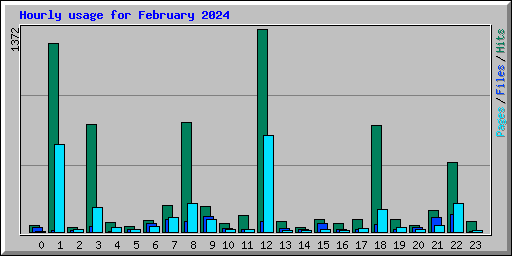 Hourly usage for February 2024
1372
Pages/Files/Hits
0 1 2 3 4 5 6 7 8 9 10 11 12 13 14 15 16 17 18 19 20 21 22 23